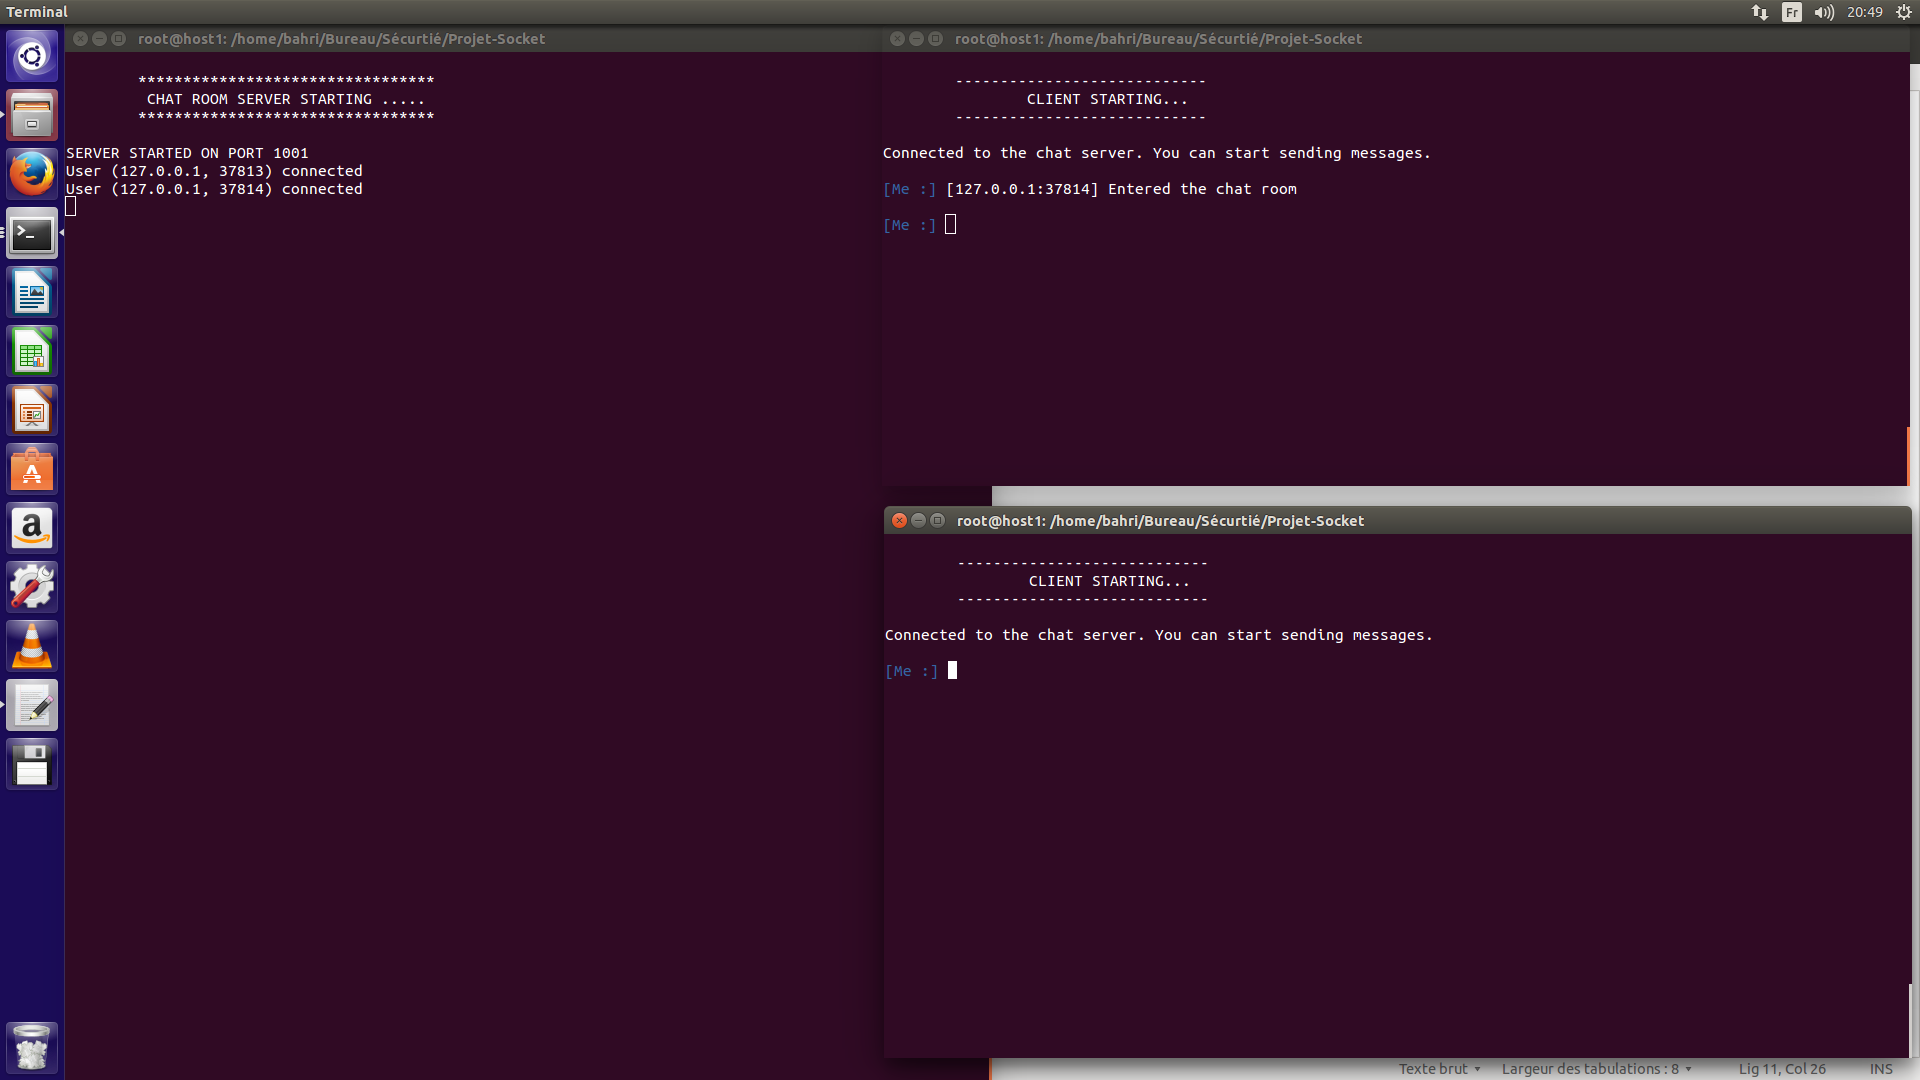 Terminal
Fr
20:49
root@host1: /home/bahri/Bureau/Sécurtié/Projet-Socket
*********************************
CHAT ROOM SERVER STARTING .....
*********************************
SERVER STARTED ON PORT 1001
User (127.0.0.1, 37813) connected
User (127.0.0.1, 37814) connected
root@host1: /home/bahri/Bureau/Sécurtié/Projet-Socket
----------------------------
CLIENT STARTING...
----------------------------
Connected to the chat server. You can start sending messages.
[Me :] [127.0.0.1:37814] Entered the chat room
[Me :]
root@host1: /home/bahri/Bureau/Sécurtié/Projet-Socket
----------------------------
CLIENT STARTING...
----------------------------
Connected to the chat server. You can start sending messages.
[Me :]
Texte brut
Largeur des tabulations : 8
Lig 11, Col 26
INS